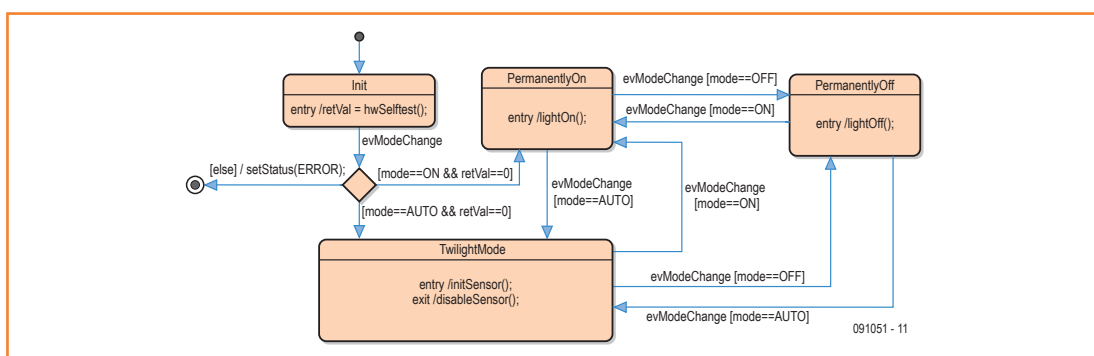 Init
entry /retVal = hwSelftest();
evModeChange
[else] / setStatus(ERROR);
[mode==ON && retVal==0]
[mode==AUTO && retVal==0]
PermanentlyOn
entry /lightOn();
evModeChange [mode==OFF]
evModeChange [mode==ON]
PermanentlyOff
entry /lightOff();
evModeChange
[mode==AUTO]
evModeChange
[mode==ON]
TwilightMode
entry /initSensor();
exit /disableSensor();
evModeChange [mode==OFF]
evModeChange [mode==AUTO]
091051 - 11